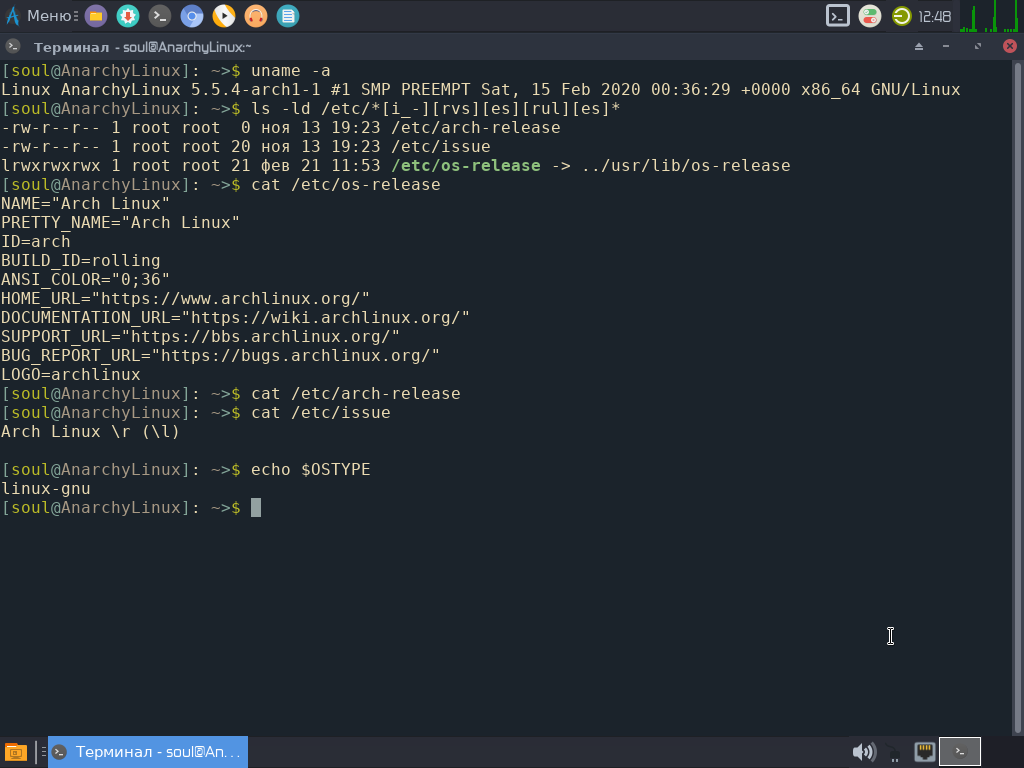 Меню
12:48
Терминал - soul@AnarchyLinux:~
[soul@AnarchyLinux]: ~>$ uname -a
Linux AnarchyLinux 5.5.4-arch1-1 #1 SMP PREEMPT Sat, 15 Feb 2020 00:36:29 +0000 x86_64 GNU/Linux
[soul@AnarchyLinux]: ~>$ ls -ld /etc/*[i_-][rvs][es][rul][es]*
-rw-r--r-- 1 root root  0 ноя 13 19:23 /etc/arch-release
-rw-r--r-- 1 root root 20 ноя 13 19:23 /etc/issue
lrwxrwxrwx 1 root root 21 фев 21 11:53 /etc/os-release -> ../usr/lib/os-release
[soul@AnarchyLinux]: ~>$ cat /etc/os-release
NAME="Arch Linux"
PRETTY_NAME="Arch Linux"
ID=arch
BUILD_ID=rolling
ANSI_COLOR="0;36"
HOME_URL="https://www.archlinux.org/"
DOCUMENTATION_URL="https://wiki.archlinux.org/"
SUPPORT_URL="https://bbs.archlinux.org/"
BUG_REPORT_URL="https://bugs.archlinux.org/"
LOGO=archlinux
[soul@AnarchyLinux]: ~>$ cat /etc/arch-release
[soul@AnarchyLinux]: ~>$ cat /etc/issue
Arch Linux \r (\l)
[soul@AnarchyLinux]: ~>$ echo $OSTYPE
linux-gnu
[soul@AnarchyLinux]: ~>$
Терминал - soul@An...